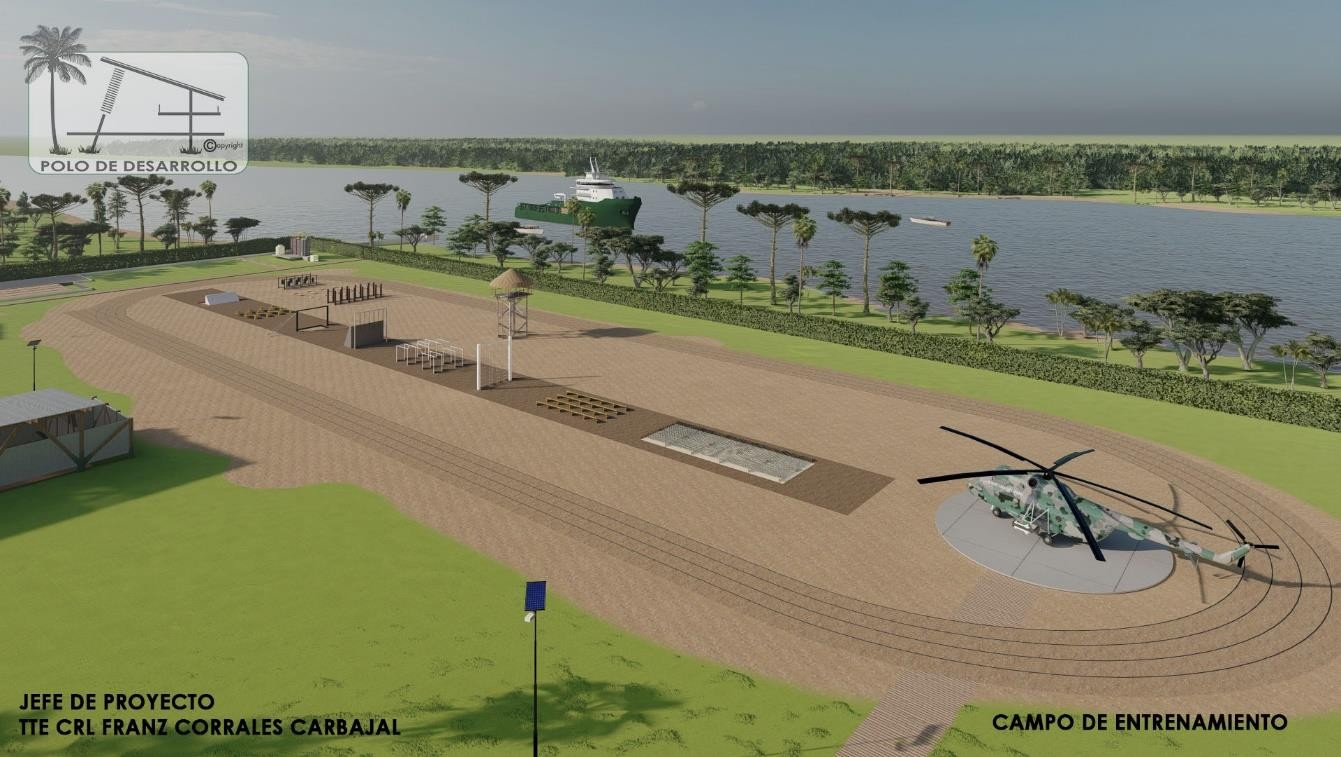 ©opyright
POLO DE DESARROLLO
JEFE DE PROYECTO
TTE CRL FRANZ CORRALES CARBAJAL
CAMPO DE ENTRENAMIENTO